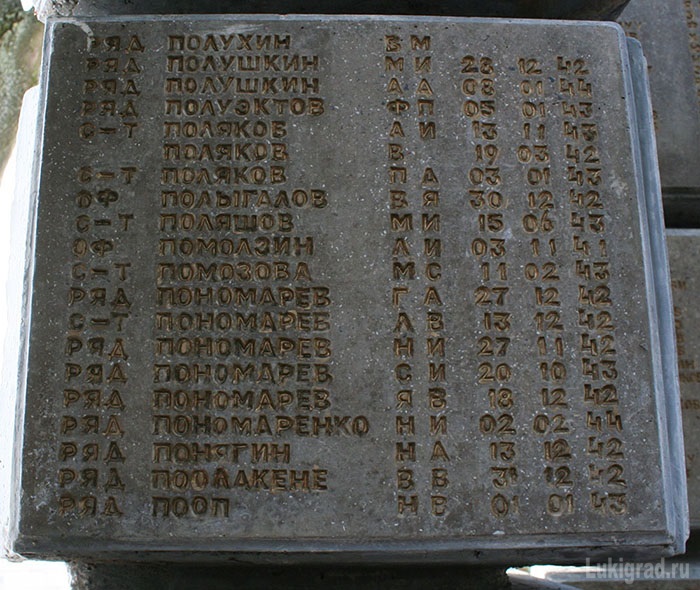 РЯД ПОЛУХИН В М
РЯД ПОЛУШКИН М И 28 12 42
РЯД ПОЛУШКИН А А 08 01 44
РЯД ПОЛУЭКТОВ Ф П 05 01 43
С-Т ПОЛЯКОВ А И 13 11 43
ПОЛЯКОВ В 19 03 42
С-Т ПОЛЯКОВ П А 03 01 43
ОФ ПОЛЫГАЛОВ В Я 30 12 42
С-Т ПОЛЯШОВ М И 15 06 43
ОФ ПОМОЛЗИН Л И 03 11 41
С-Т ПОМОЗОВА М С 11 02 43
РЯД ПОНОМАРЕВ Г А 27 12 42
С-Т ПОНОМАРЕВ Л В 13 12 42
РЯД ПОНОМАРЕВ Н И 27 11 42
РЯД ПОНОМАРЕВ С И 20 10 43
РЯД ПОНОМАРЕВ Я В 18 12 42
РЯД ПОНОМАРЕНКО Н И 02 02 44
РЯД ПОНЯГИН Н А 13 12 42
РЯД ПООЛАКЕНЕ В Б 31 12 42
РЯД ПООП Н В 01 01 43
Lukigrad.ru